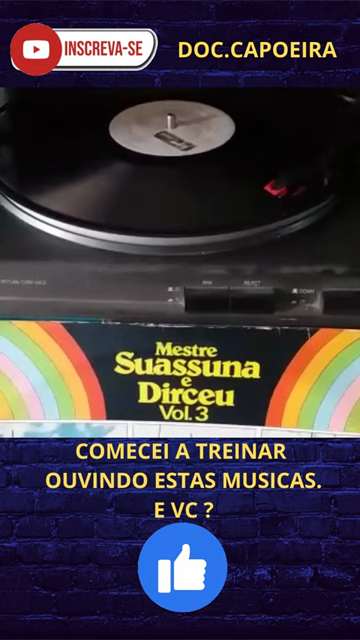 INSCREVA-SE
DOC.CAPOEIRA
Mestre
Suassuna
e
Dirceu
Vol.3
COMECEI A TREINAR
OUVINDO ESTAS MUSICAS.
E VC ?